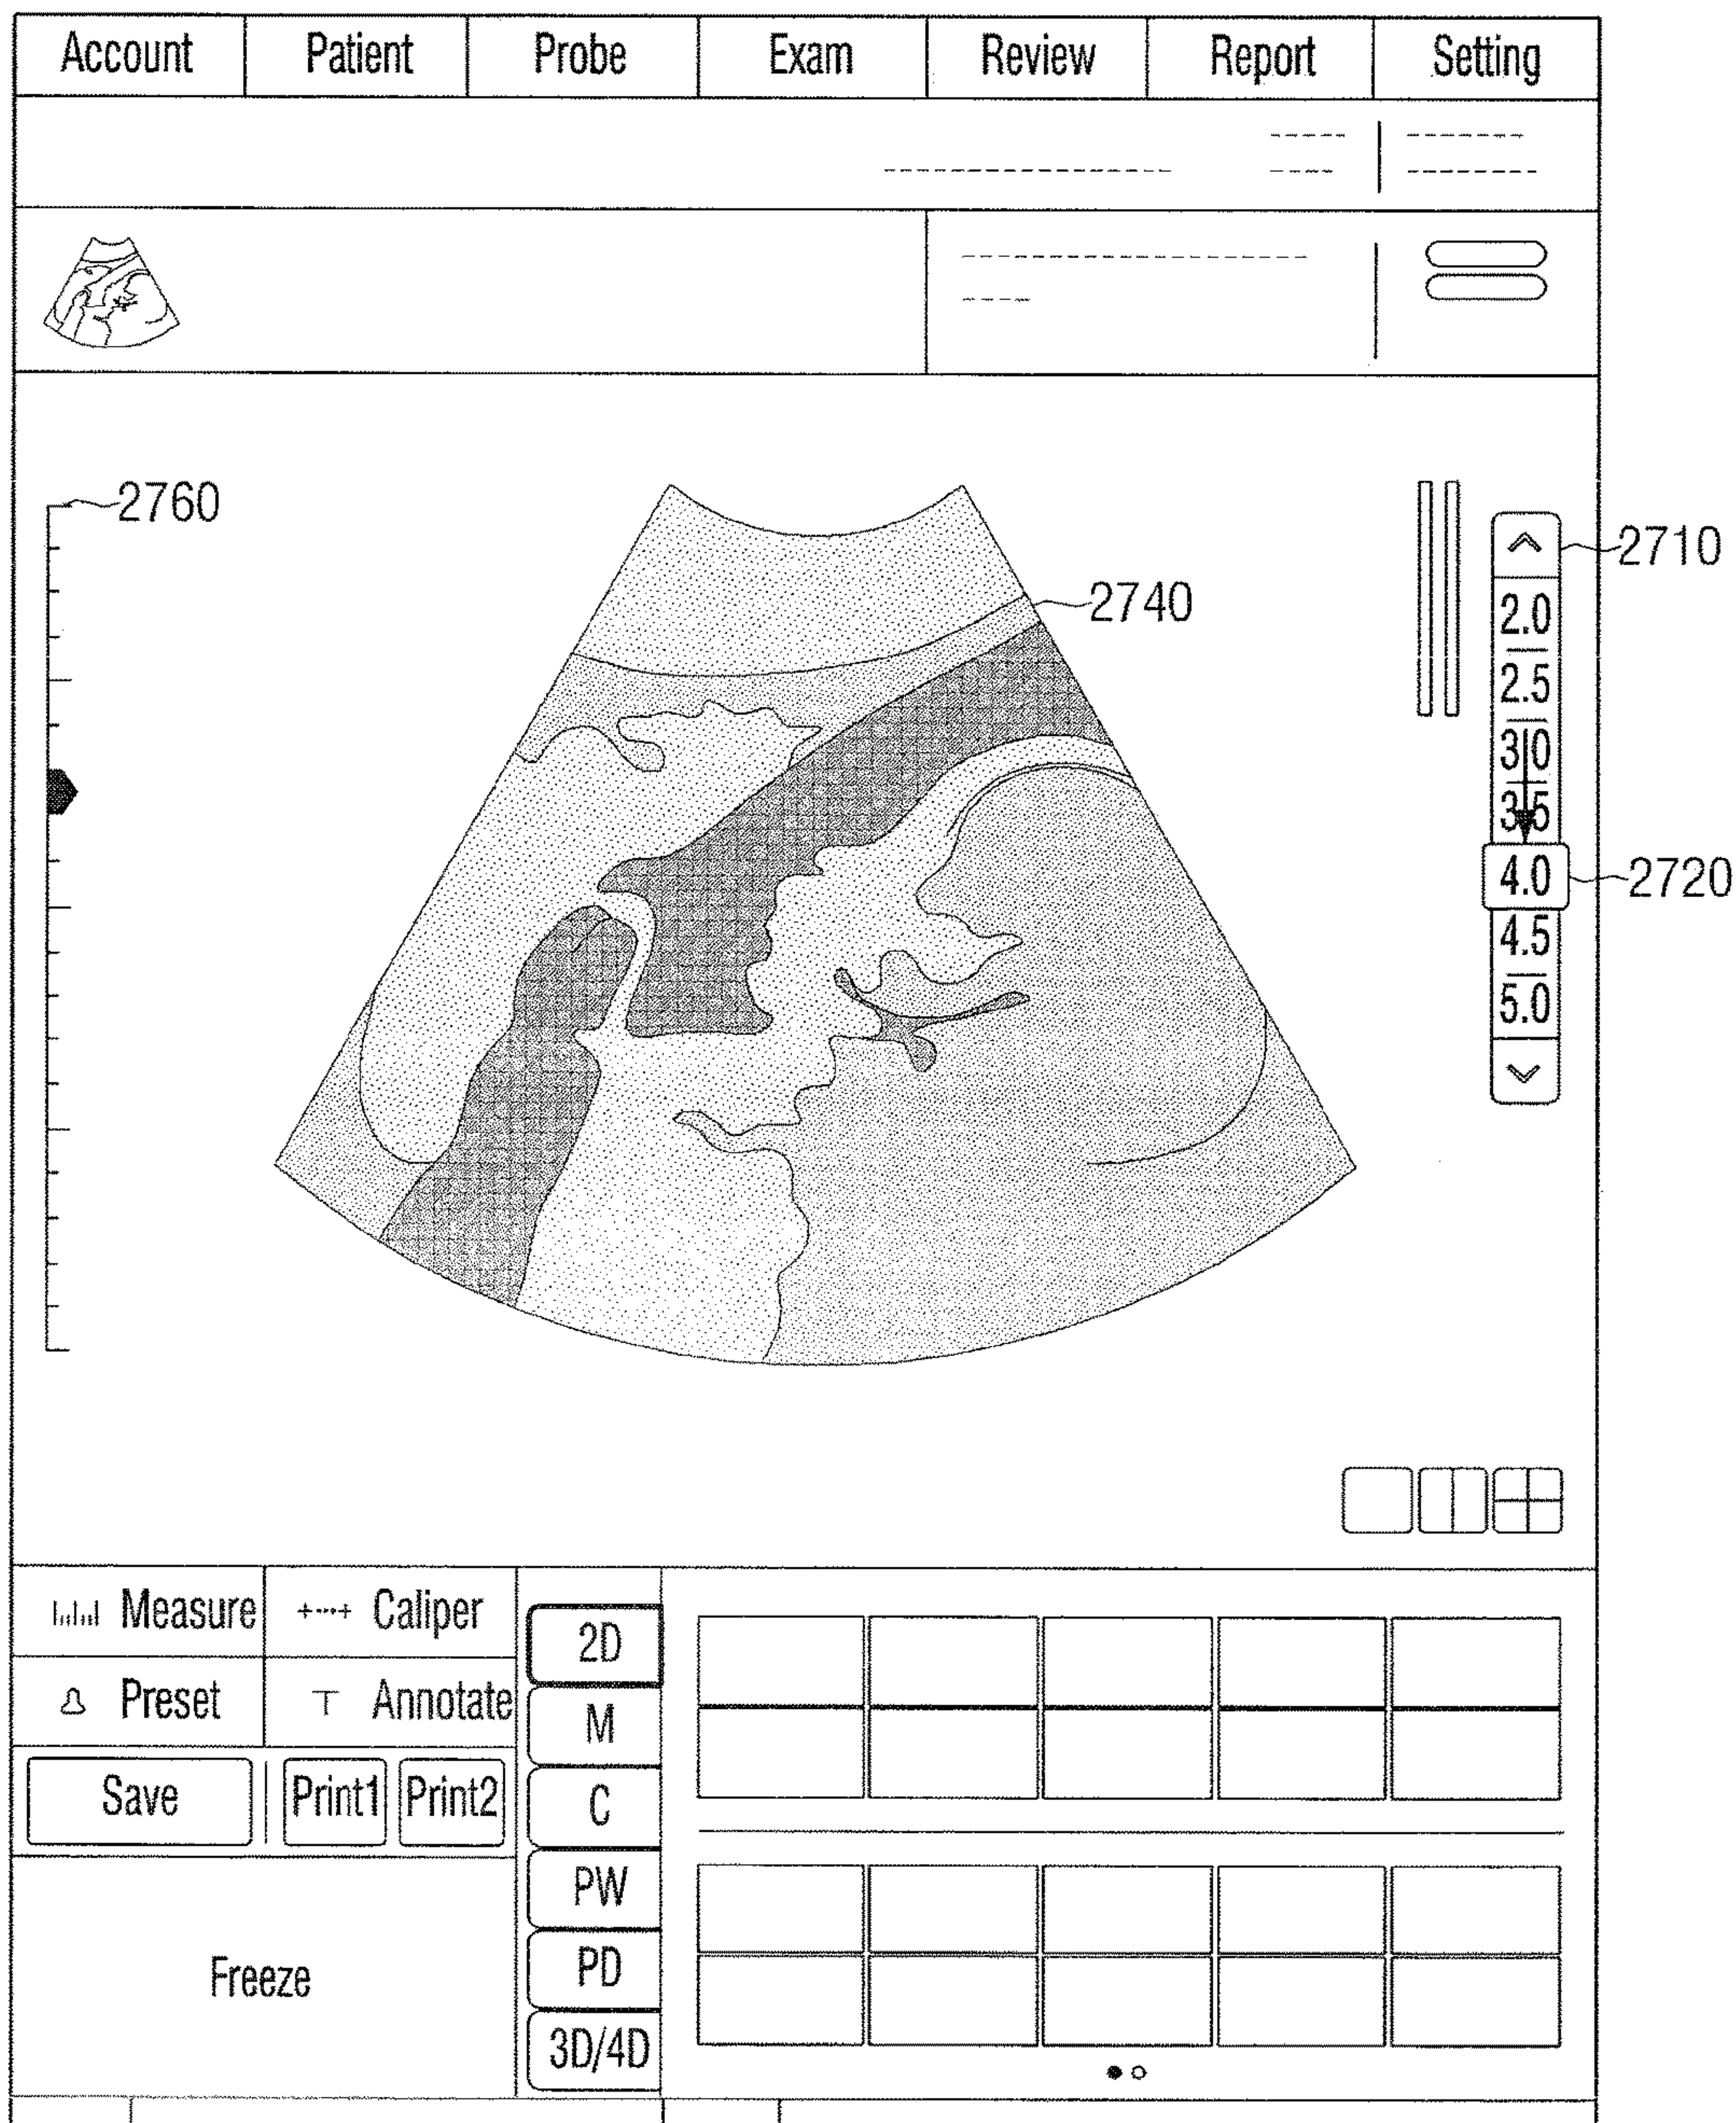 Account Patient Probe Exam Review Report Setting
2760
2710
2740
2.0
2.5
3.0
3.5
4.0 2720
4.5
5.0
Measure Caliper
2D
Preset T Annotate
M
Save Print1 Print2
C
PW
Freeze
PD
3D/4D